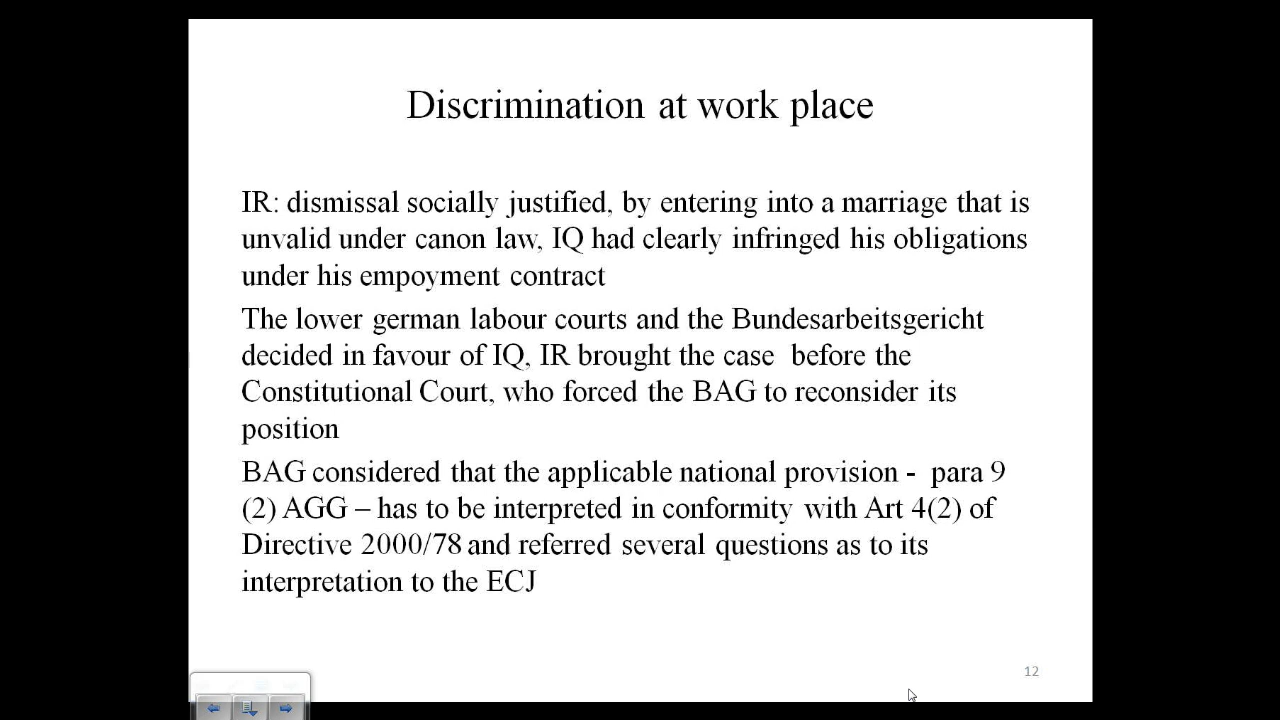 Discrimination at work place
IR: dismissal socially justified, by entering into a marriage that is
unvalid under canon law, IQ had clearly infringed his obligations
under his empoyment contract
The lower german labour courts and the Bundesarbeitsgericht
decided in favour of IQ, IR brought the case  before the
Constitutional Court, who forced the BAG to reconsider its
position
BAG considered that the applicable national provision -  para 9
(2) AGG – has to be interpreted in conformity with Art 4(2) of
Directive 2000/78 and referred several questions as to its
interpretation to the ECJ
12